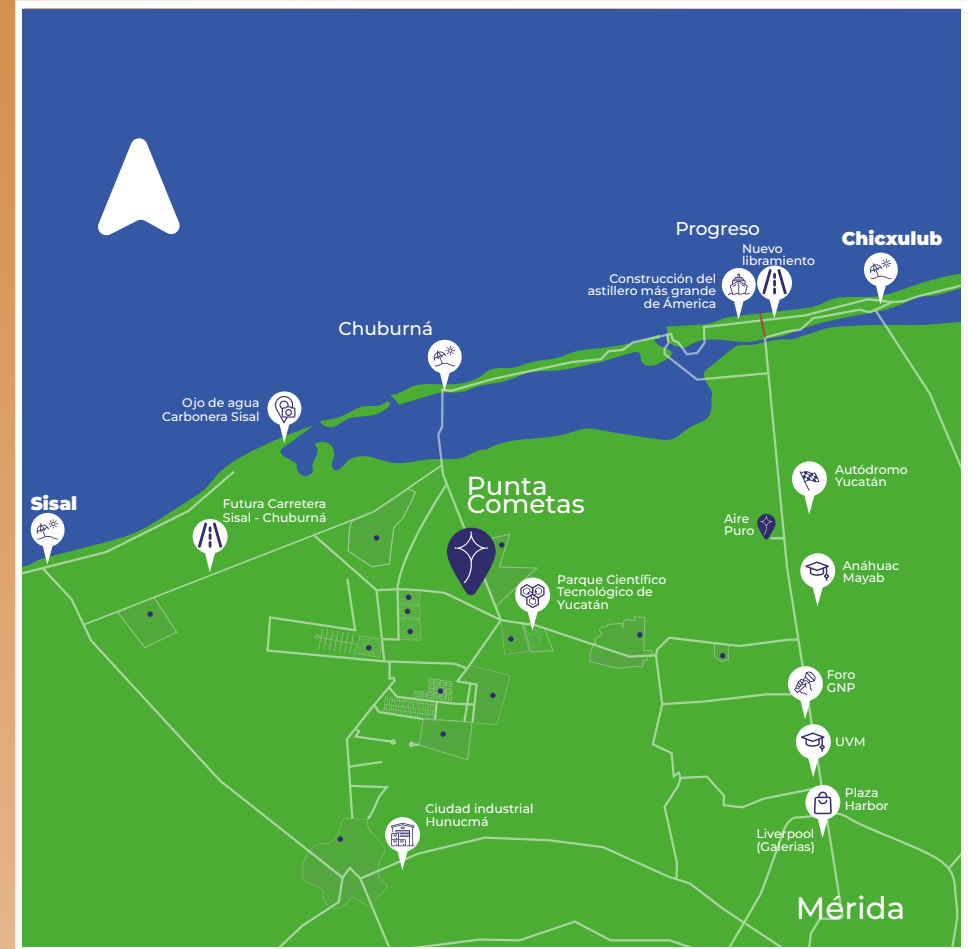 Progreso
Nuevo
libramiento
Chicxulub
Construcción del
astillero más grande
de Ámerica
Chuburná
Ojo de agua
Carbonera Sisal
Sisal
Futura Carretera
Sisal - Chuburná
Punta
Cometas
Autódromo
Yucatán
Aire
Puro
Anáhuac
Mayab
Parque Científico
Tecnológico de
Yucatán
Foro
GNP
UVM
Plaza
Harbor
Ciudad industrial
Hunucmá
Liverpool
(Galerias)
Mérida